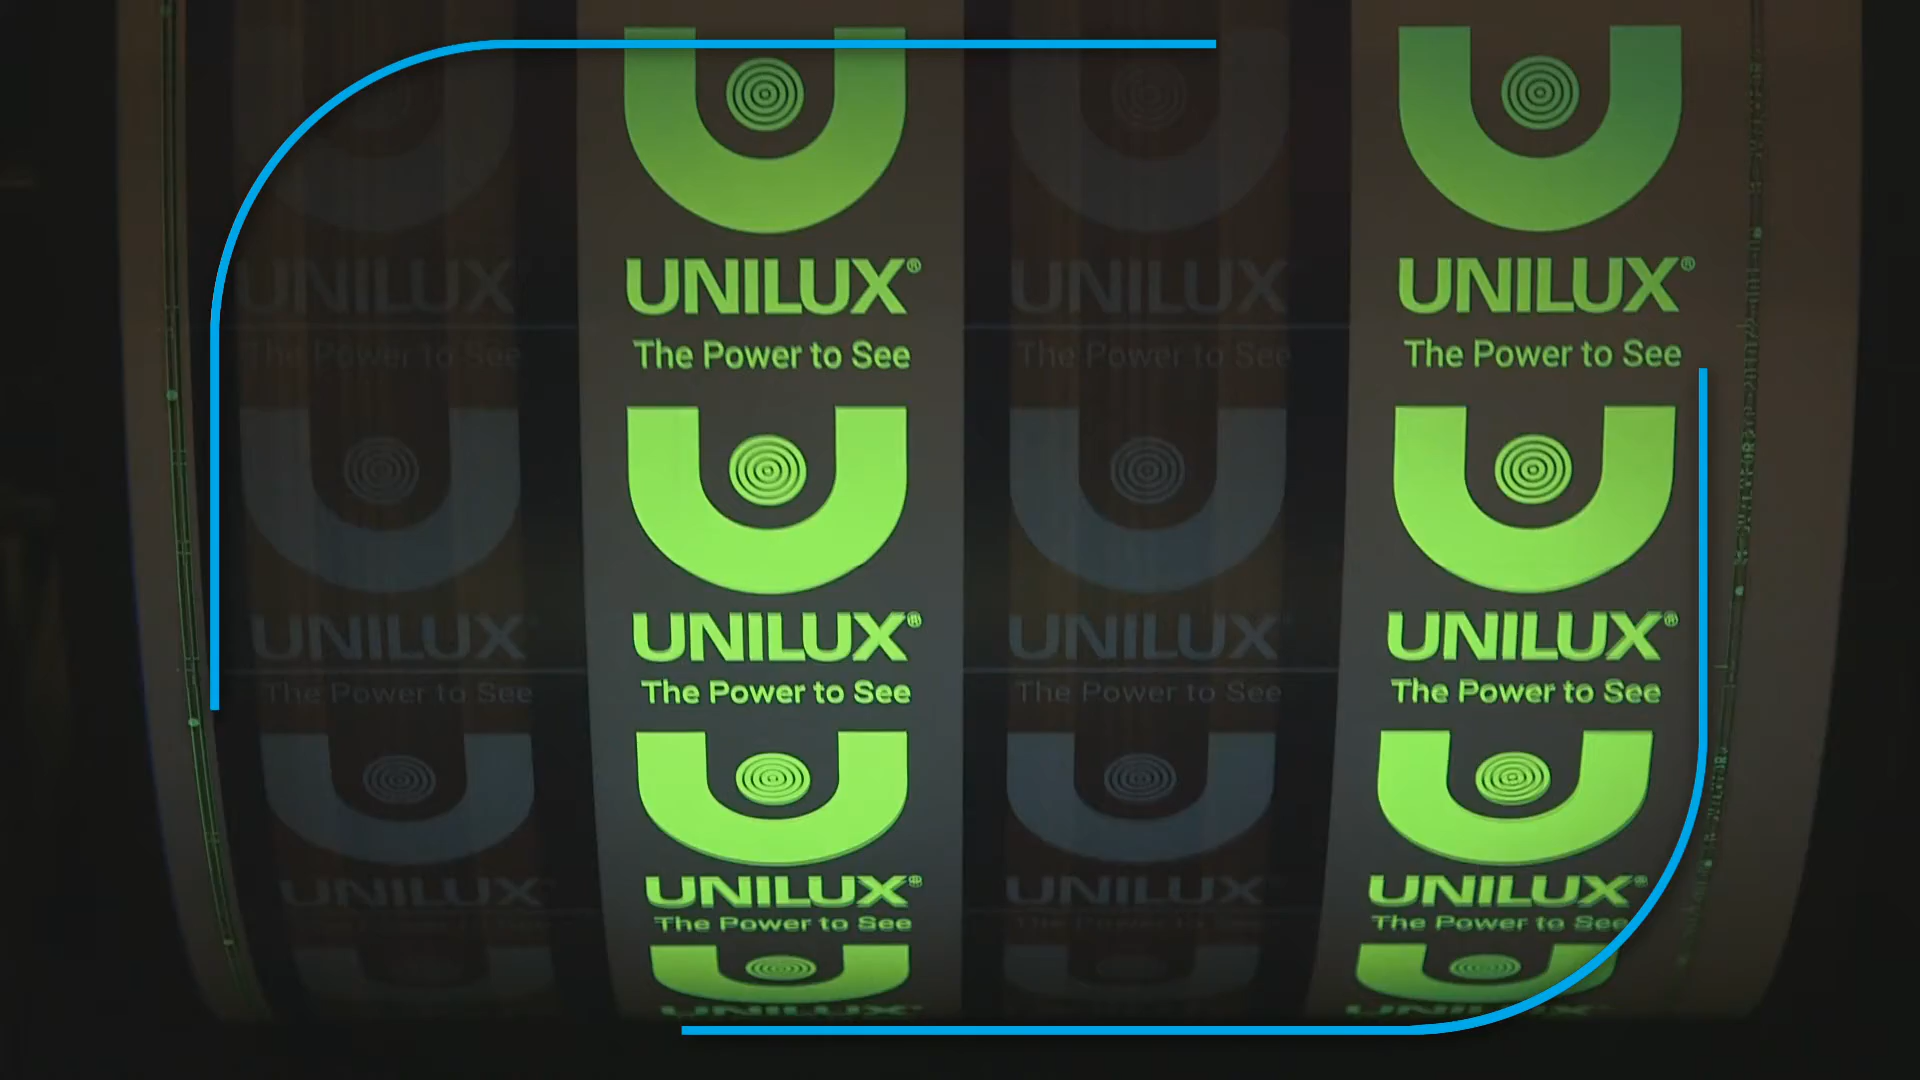 UNILUX® UNILUX® UNILUX UNILUX®
The Power to See The Power to See The Power to See The Power to See
UNILUX UNILUX® UNILUX UNILUX®
The Power to See The Power to See The Power to See The Power to See
UNILUX UNILUX® UNILUX UNILUX®
The Power to See The Power to See
UNILUX UNILUX